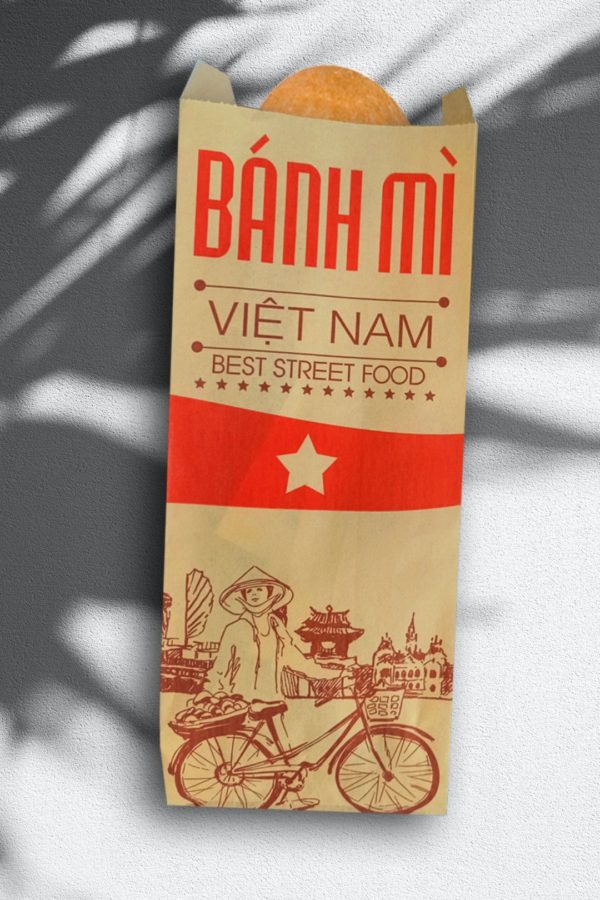 BÁNH MÌ
VIỆT NAM
BEST STREET FOOD